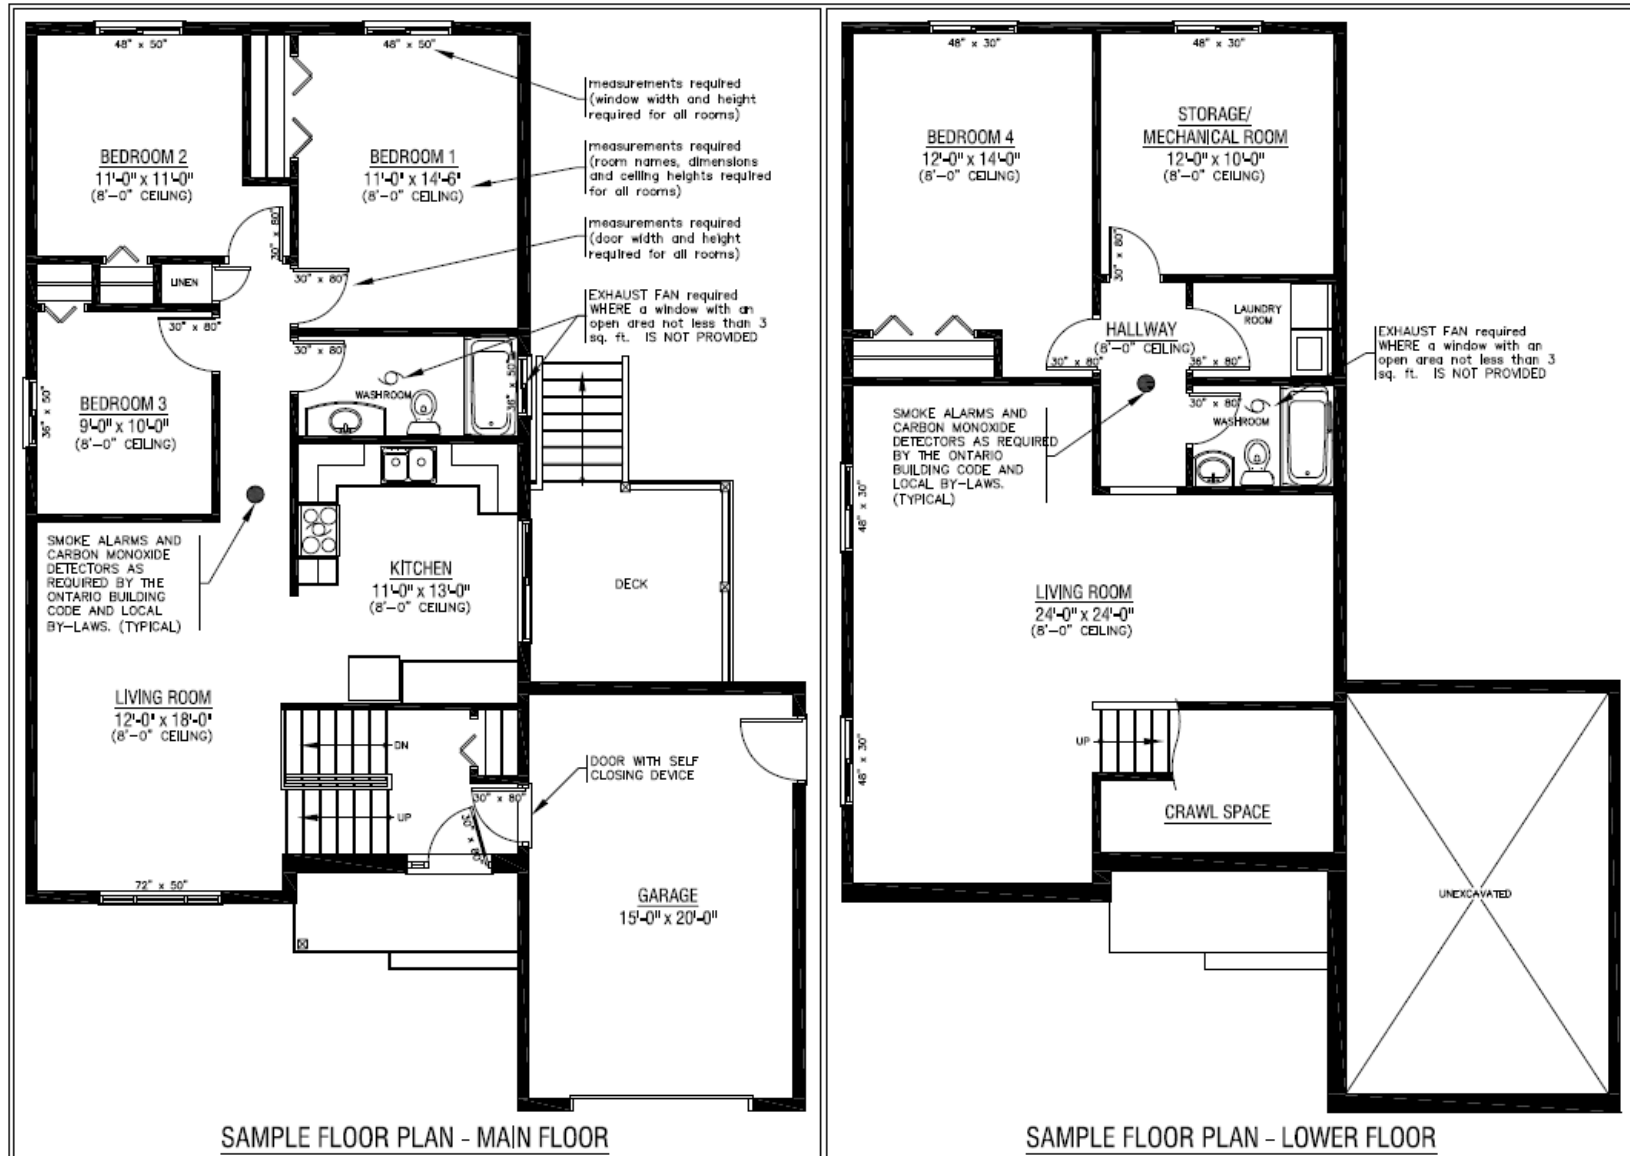 48" x 50"
48" x 50"
measurements required
(window width and height
required for all rooms)
BEDROOM 2
11'-0" x 11'-0"
(8'-0" CEILING)
BEDROOM 1
11'-0" x 14'-6"
(8'-0" CEILING)
measurements required
(room names, dimensions
and ceiling heights required
for all rooms)
30" x 80"
measurements required
(door width and height
required for all rooms)
LINEN
30" x 80"
EXHAUST FAN required
WHERE a window with an
open area not less than 3
sq. ft. IS NOT PROVIDED
30" x 80"
30" x 80"
36" x 50"
WASHROOM
36" x 50"
BEDROOM 3
9'-0" x 10'-0"
(8'-0" CEILING)
SMOKE ALARMS AND
CARBON MONOXIDE
DETECTORS AS
REQUIRED BY THE
ONTARIO BUILDING
CODE AND LOCAL
BY-LAWS. (TYPICAL)
KITCHEN
11'-0" x 13'-0"
(8'-0" CEILING)
DECK
LIVING ROOM
12'-0" x 18'-0"
(8'-0" CEILING)
DN
UP
30" x 80"
30" x 80"
DOOR WITH SELF
CLOSING DEVICE
72" x 50"
GARAGE
15'-0" x 20'-0"
SAMPLE FLOOR PLAN - MAIN FLOOR
48" x 30"
48" x 30"
BEDROOM 4
12'-0" x 14'-0"
(8'-0" CEILING)
STORAGE/
MECHANICAL ROOM
12'-0" x 10'-0"
(8'-0" CEILING)
30" x 80"
LAUNDRY
ROOM
HALLWAY
(8'-0" CEILING)
30" x 80"
36" x 80"
EXHAUST FAN required
WHERE a window with an
open area not less than 3
sq. ft. IS NOT PROVIDED
30" x 80"
WASHROOM
SMOKE ALARMS AND
CARBON MONOXIDE
DETECTORS AS REQUIRED
BY THE ONTARIO
BUILDING CODE AND
LOCAL BY-LAWS.
(TYPICAL)
48" x 30"
LIVING ROOM
24'-0" x 24'-0"
(8'-0" CEILING)
UP
48" x 30"
CRAWL SPACE
UNEXCAVATED
SAMPLE FLOOR PLAN - LOWER FLOOR